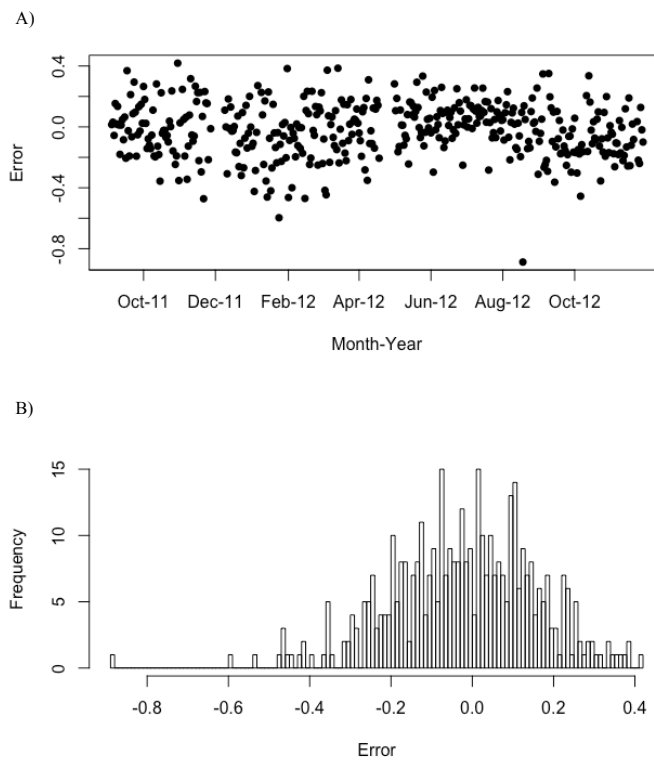 A)
0.4
0.0
-0.4
-0.8
Error
Oct-11 Dec-11 Feb-12 Apr-12 Jun-12 Aug-12 Oct-12
Month-Year
B)
15
10
5
0
Frequency
-0.8 -0.6 -0.4 -0.2 0.0 0.2 0.4
Error